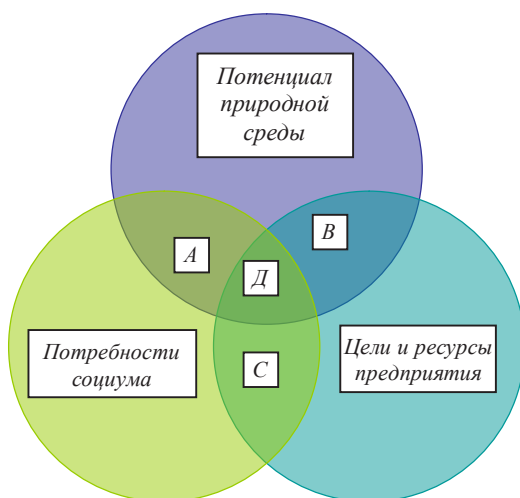 Потенциал
природной
среды
А
В
Д
Потребности
социума
С
Цели и ресурсы
предприятия